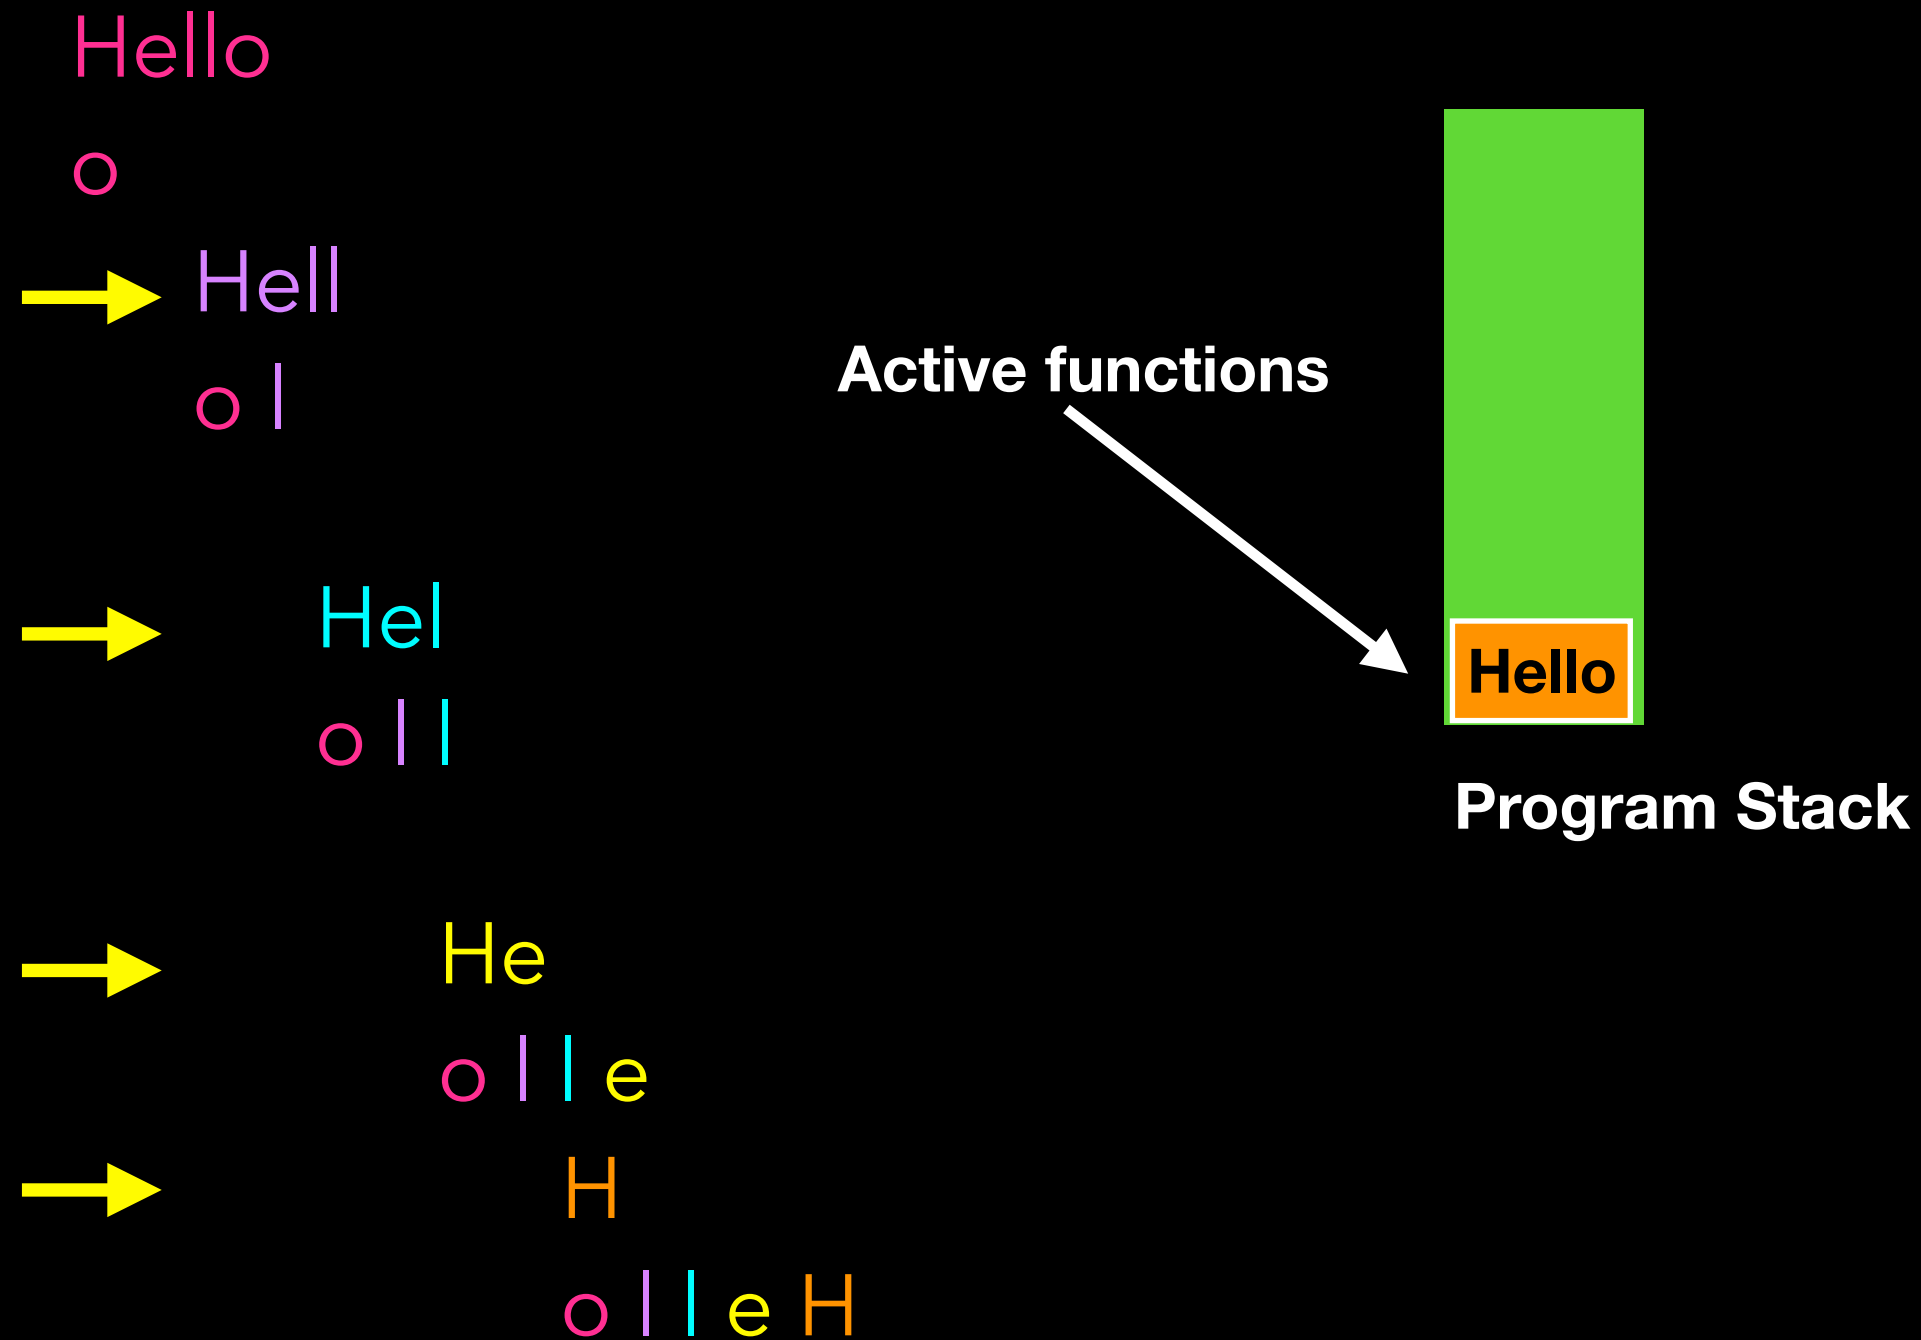 Hello
o
Hell
o l
Hel
o l l
He
o l l e
H
o l l e H
Active functions
Hello
Program Stack